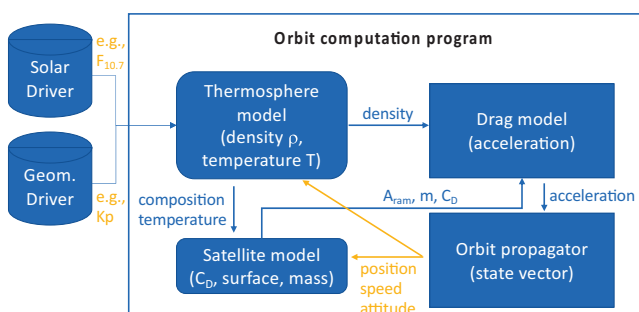 Orbit computation program
e.g.,
F10.7
Solar
Driver
Geom.
Driver
e.g.,
Kp
Thermosphere
model
(density ρ,
temperature T)
density
Drag model
(acceleration)
composition
temperature
Aram, m, CD
acceleration
Satellite model
(CD, surface, mass)
position
speed
attitude
Orbit propagator
(state vector)